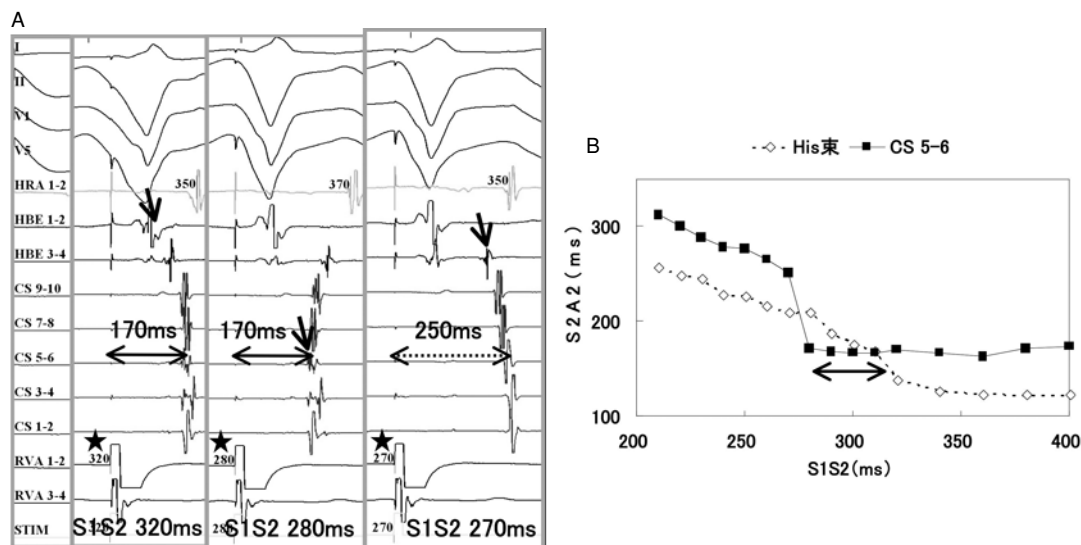 A
I
II
V1
V5
HRA 1-2
HBE 1-2
HBE 3-4
CS 9-10
CS 7-8
CS 5-6
CS 3-4
CS 1-2
RVA 1-2
RVA 3-4
STIM
350
170ms
320
S1S2 320ms
370
170ms
280
280
S1S2 280ms
350
250ms
270
270
S1S2 270ms
B
His束 CS 5-6
S2A2(ms)
300
200
100
200 250 300 350 400
S1S2(ms)